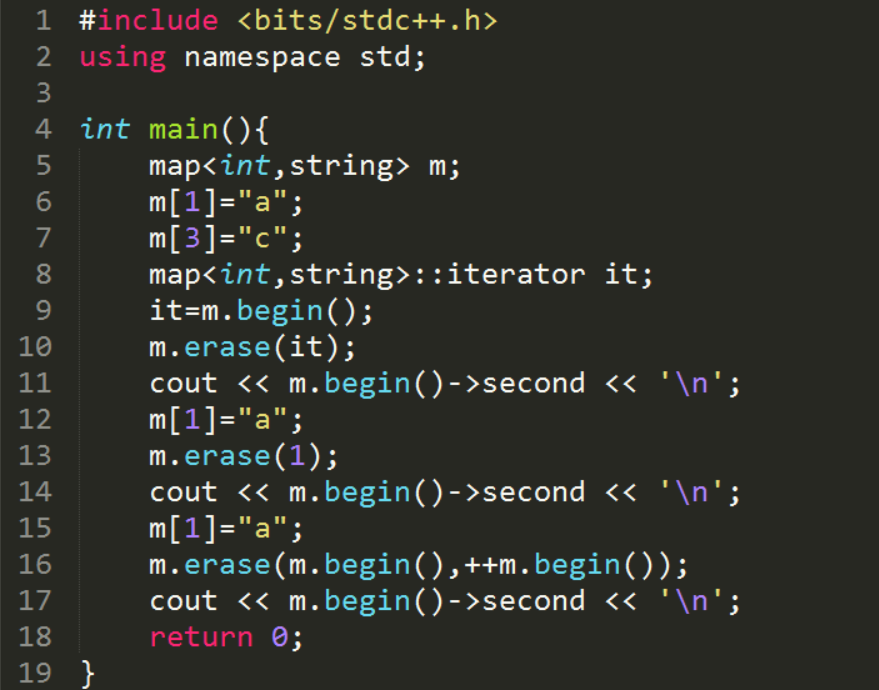 1 #include <bits/stdc++.h>
2 using namespace std;
3
4 int main(){
5     map<int,string> m;
6     m[1]="a";
7     m[3]="c";
8     map<int,string>::iterator it;
9     it=m.begin();
10     m.erase(it);
11     cout << m.begin()->second << '\n';
12     m[1]="a";
13     m.erase(1);
14     cout << m.begin()->second << '\n';
15     m[1]="a";
16     m.erase(m.begin(),++m.begin());
17     cout << m.begin()->second << '\n';
18     return 0;
19 }